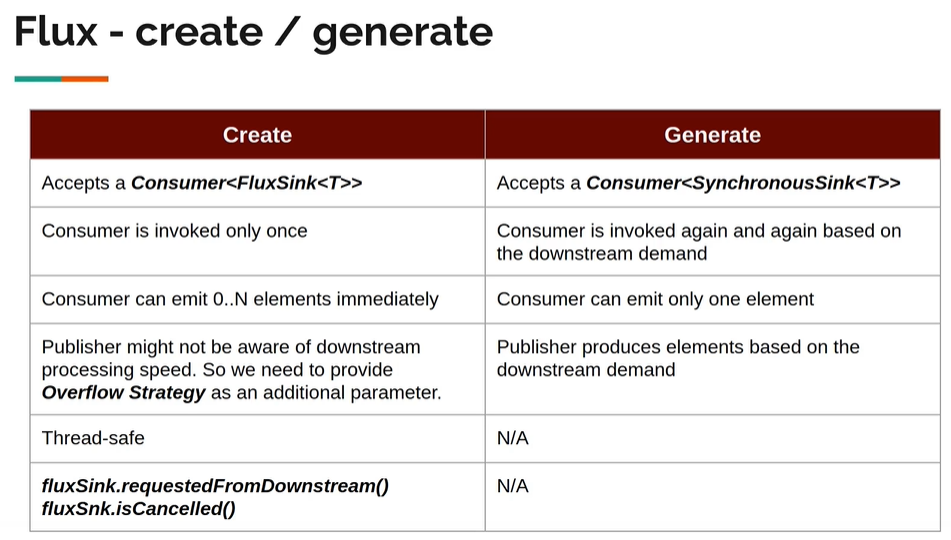 Flux - create / generate
Create
Generate
Accepts a Consumer<FluxSink<T>>
Accepts a Consumer<SynchronousSink<T>>
Consumer is invoked only once
Consumer is invoked again and again based on
the downstream demand
Consumer can emit 0..N elements immediately
Consumer can emit only one element
Publisher might not be aware of downstream
processing speed. So we need to provide
Overflow Strategy as an additional parameter.
Publisher produces elements based on the
downstream demand
Thread-safe
N/A
fluxSink.requestedFromDownstream()
fluxSnk.isCancelled()
N/A